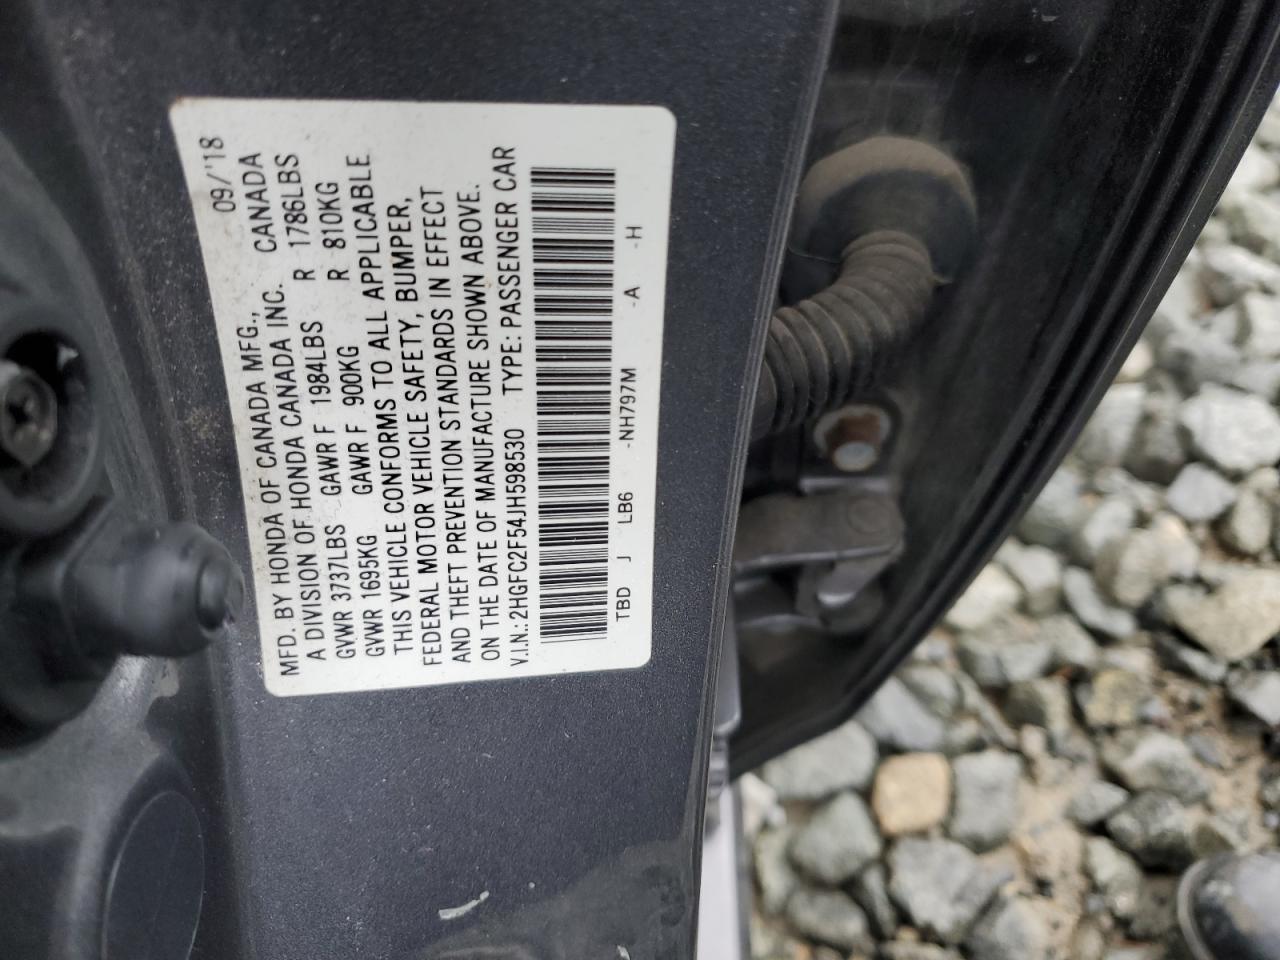 MFD. BY HONDA OF CANADA MFG., CANADA 09/'18
A DIVISION OF HONDA CANADA INC.
GVWR 3737LBS GAWR F 1984LBS R 1786LBS
GVWR 1695KG GAWR F 900KG R 810KG
THIS VEHICLE CONFORMS TO ALL APPLICABLE
FEDERAL MOTOR VEHICLE SAFETY, BUMPER,
AND THEFT PREVENTION STANDARDS IN EFFECT
ON THE DATE OF MANUFACTURE SHOWN ABOVE.
V.I.N.: 2HGFC2F54JH598530 TYPE: PASSENGER CAR
TBD J LB6 -NH797M -A -H